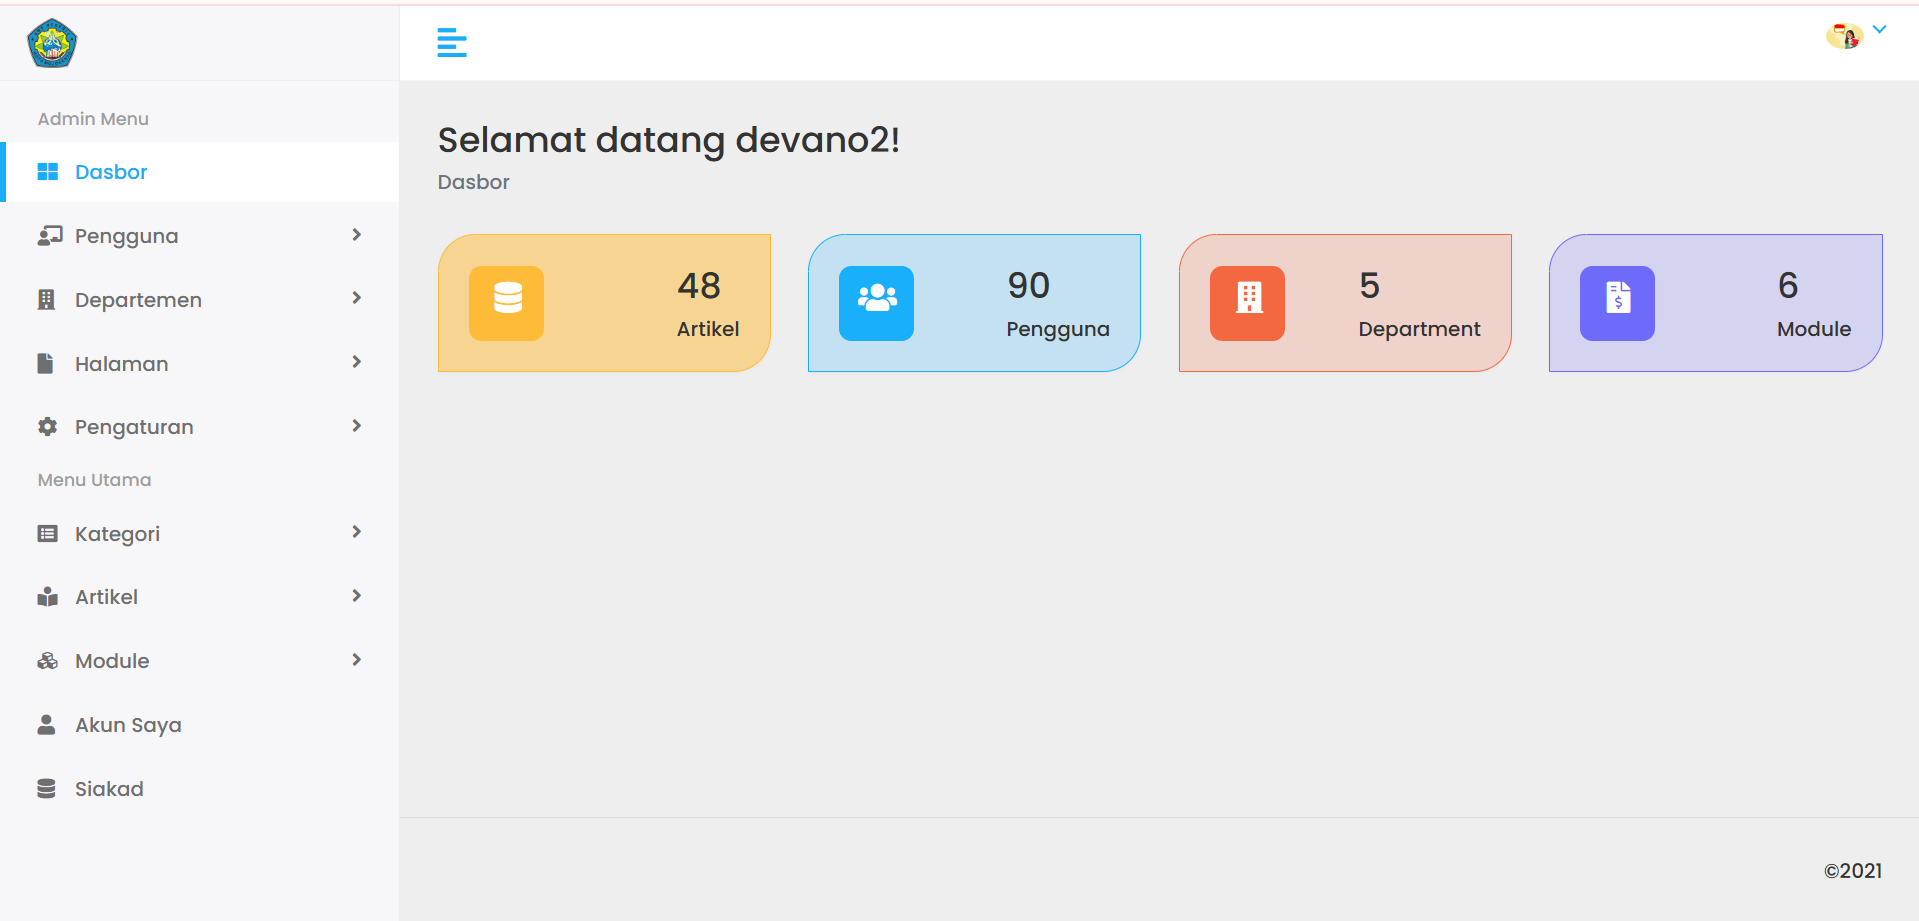 Admin Menu
Dasbor
Pengguna
Departemen
Halaman
Pengaturan
Menu Utama
Kategori
Artikel
Module
Akun Saya
Siakad
Selamat datang devano2!
Dasbor
48
Artikel
90
Pengguna
5
Department
6
Module
©2021